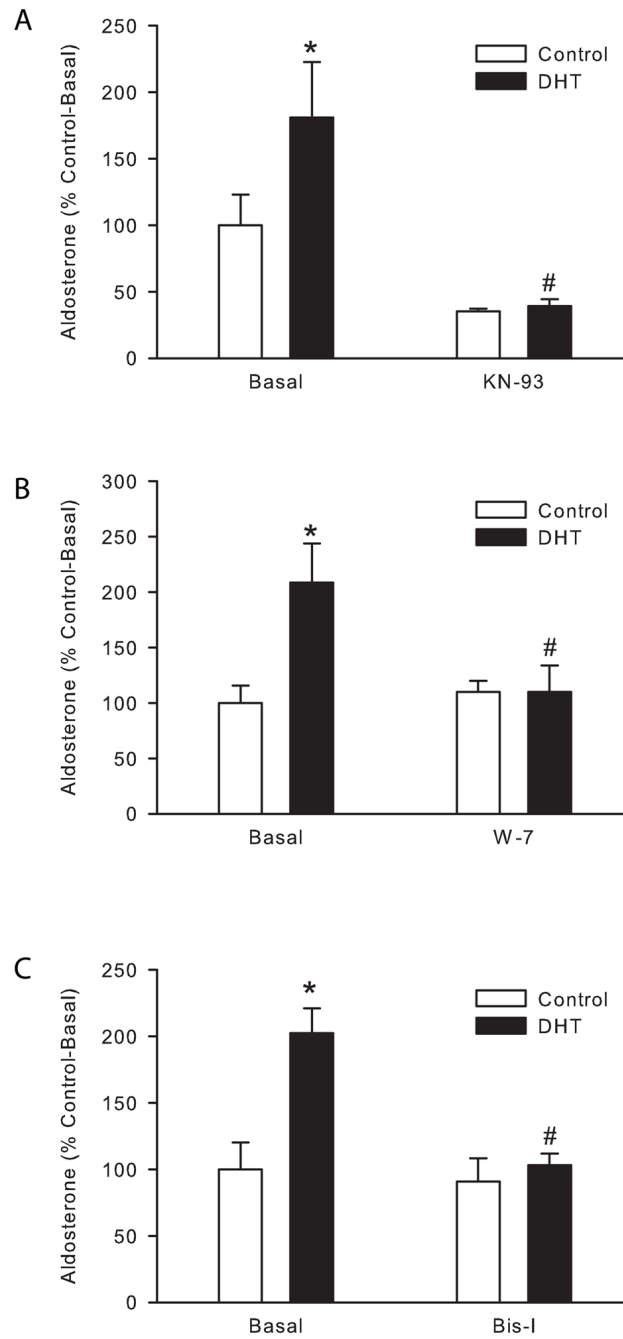 A
Aldosterone (% Control-Basal)
250
200
150
100
50
0
*
#
Control
DHT
Basal
KN-93
B
Aldosterone (% Control-Basal)
300
250
200
150
100
50
0
*
#
Control
DHT
Basal
W-7
C
Aldosterone (% Control-Basal)
250
200
150
100
50
0
*
#
Control
DHT
Basal
Bis-I